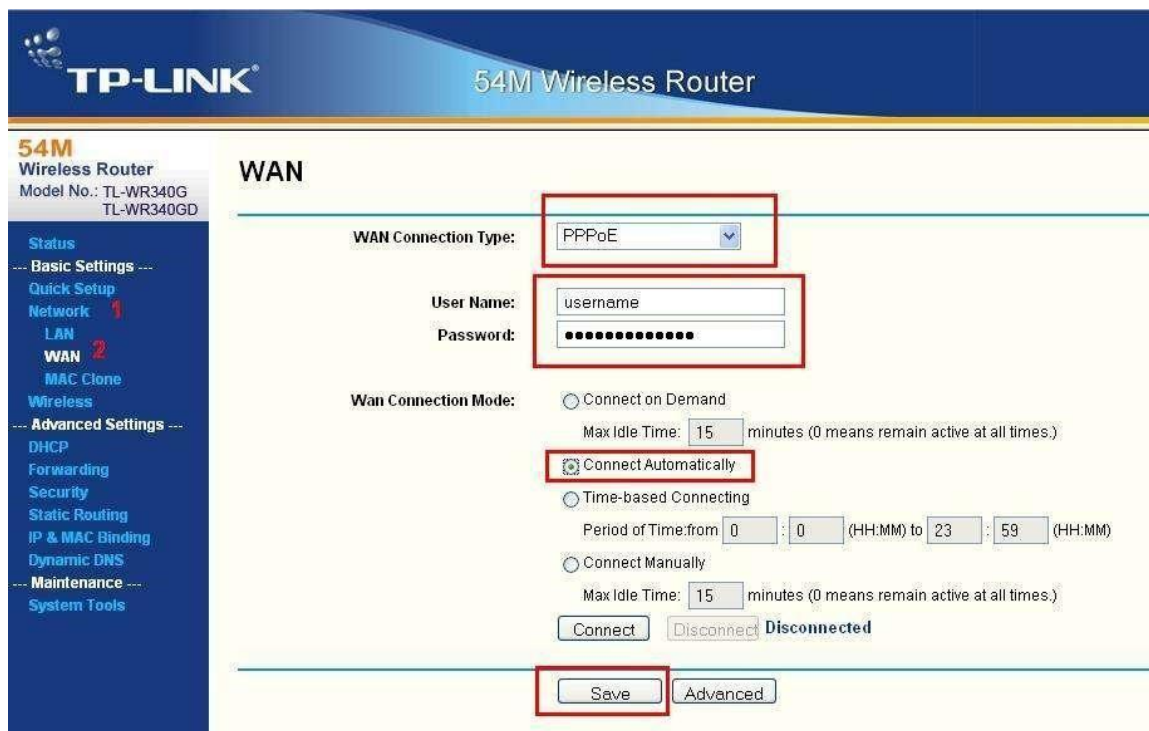 TP-LINK®
54M Wireless Router
54M
Wireless Router
Model No.: TL-WR340G
TL-WR340GD
Status
--- Basic Settings ---
Quick Setup
Network 1
LAN
WAN 2
MAC Clone
Wireless
--- Advanced Settings ---
DHCP
Forwarding
Security
Static Routing
IP & MAC Binding
Dynamic DNS
--- Maintenance ---
System Tools
WAN
WAN Connection Type: PPPoE
User Name: username
Password: •••••••••••••
Wan Connection Mode: Connect on Demand
Max Idle Time: 15 minutes (0 means remain active at all times.)
Connect Automatically
Time-based Connecting
Period of Time:from 0 : 0 (HH:MM) to 23 : 59 (HH:MM)
Connect Manually
Max Idle Time: 15 minutes (0 means remain active at all times.)
Connect Disconnect Disconnected
Save Advanced